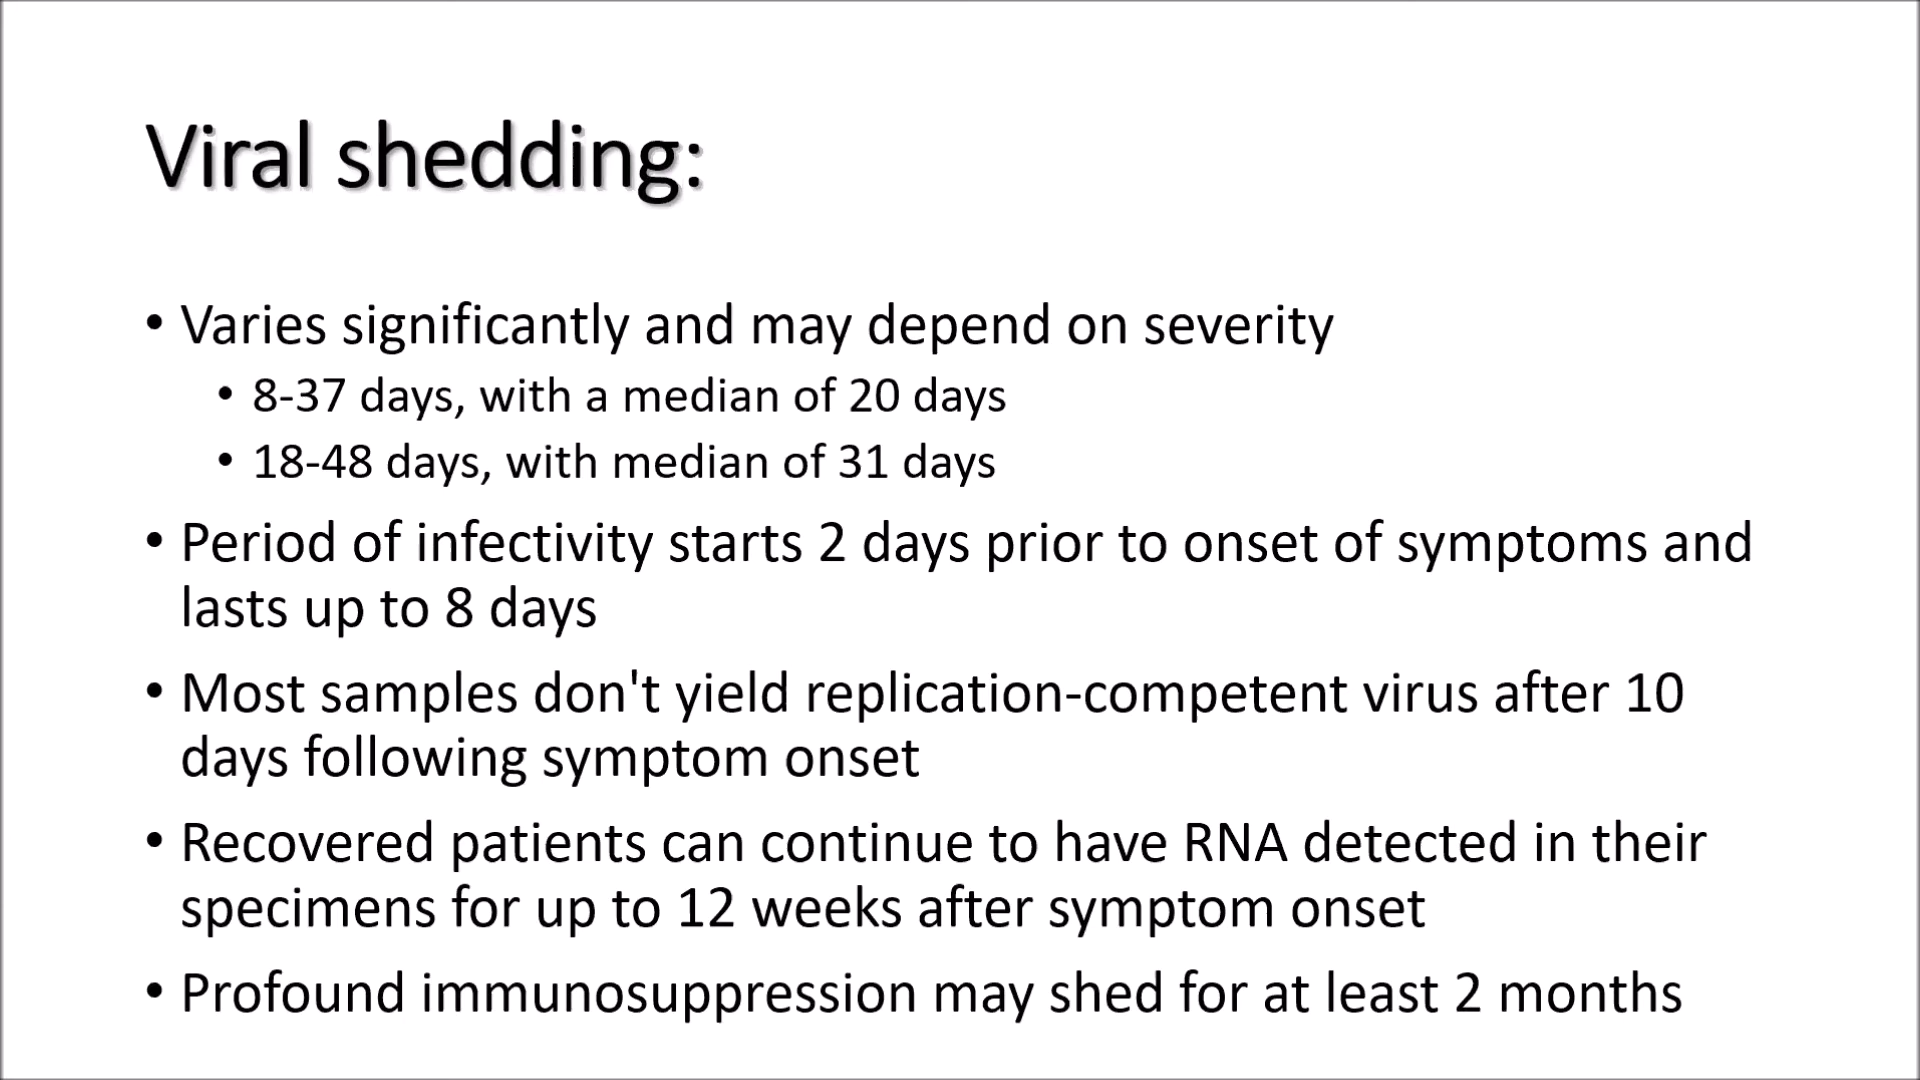 Viral shedding:
• Varies significantly and may depend on severity
• 8-37 days, with a median of 20 days
• 18-48 days, with median of 31 days
• Period of infectivity starts 2 days prior to onset of symptoms and
lasts up to 8 days
• Most samples don't yield replication-competent virus after 10
days following symptom onset
• Recovered patients can continue to have RNA detected in their
specimens for up to 12 weeks after symptom onset
• Profound immunosuppression may shed for at least 2 months